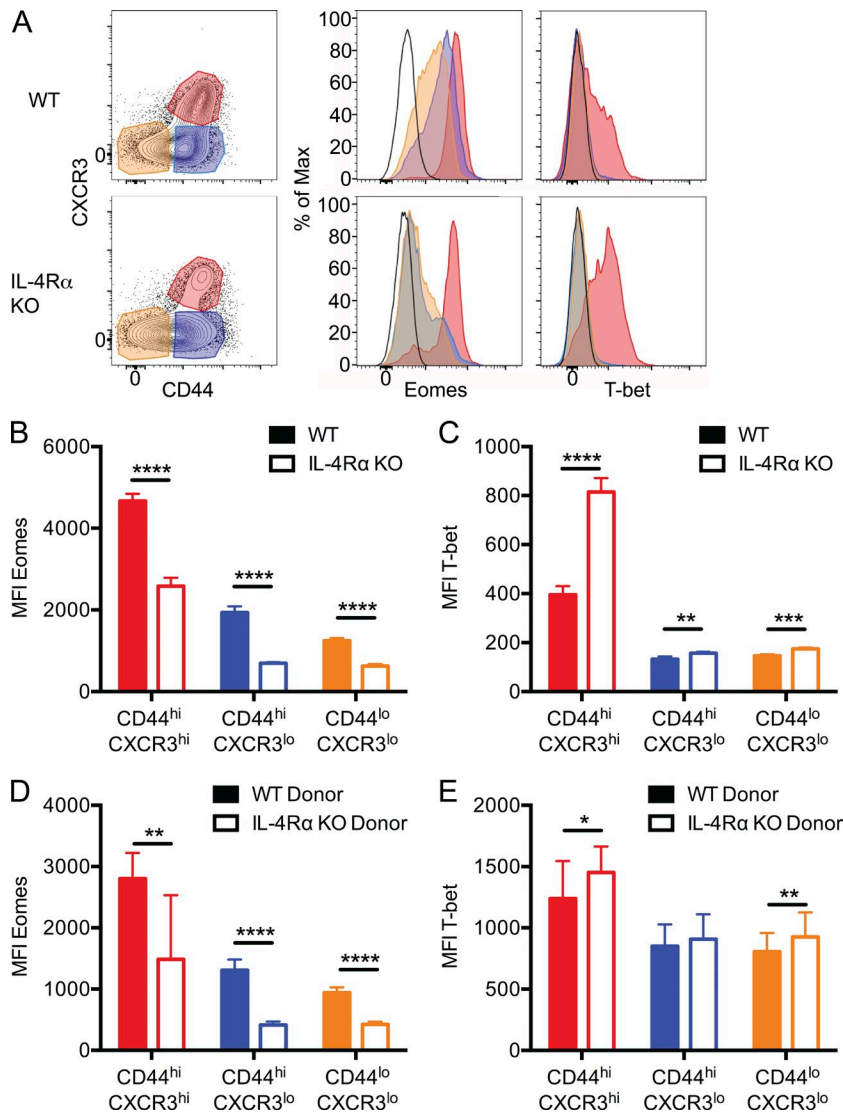 A
WT
CXCR3
0
IL-4Rα
KO
0
0
CD44
% of Max
100
80
60
40
20
0
100
80
60
40
20
0
0
Eomes
0
T-bet
B
WT
IL-4Rα KO
MFI Eomes
6000
4000
2000
0
****
****
****
CD44hi CD44hi CD44lo
CXCR3hi CXCR3lo CXCR3lo
C
WT
IL-4Rα KO
MFI T-bet
1000
800
600
400
200
0
****
**
***
CD44hi CD44hi CD44lo
CXCR3hi CXCR3lo CXCR3lo
D
WT Donor
IL-4Rα KO Donor
MFI Eomes
4000
3000
2000
1000
0
**
****
****
CD44hi CD44hi CD44lo
CXCR3hi CXCR3lo CXCR3lo
E
WT Donor
IL-4Rα KO Donor
MFI T-bet
2000
1500
1000
500
0
*
**
CD44hi CD44hi CD44lo
CXCR3hi CXCR3lo CXCR3lo